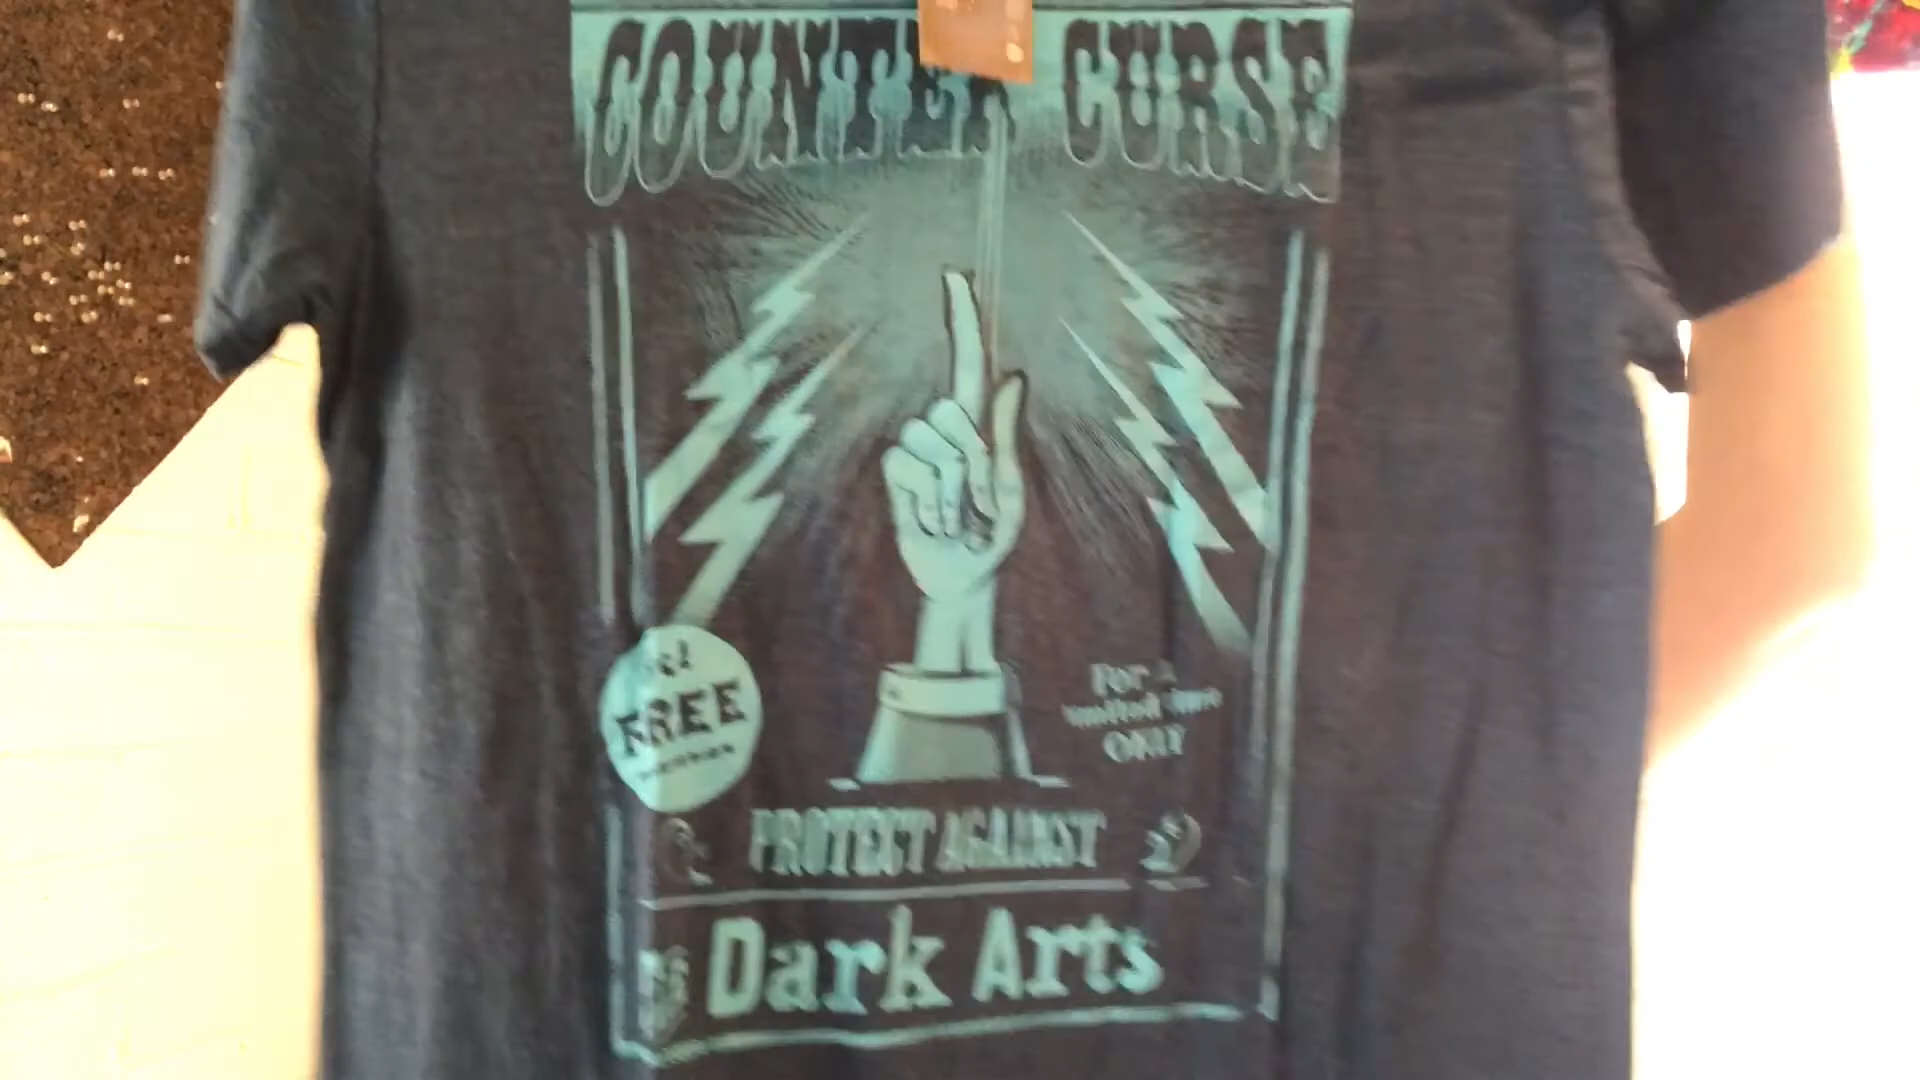 COUNTER CURSE
FREE
For a
limited time
ONLY
PROTECT AGAINST
Dark Arts